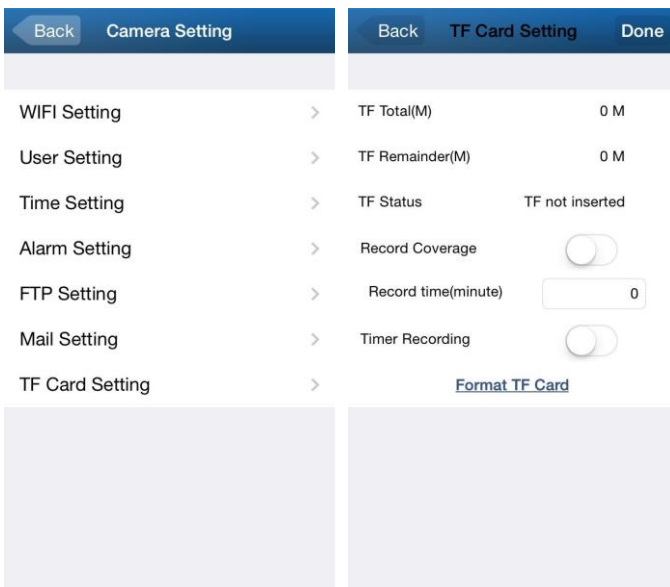 Back Camera Setting
WIFI Setting
User Setting
Time Setting
Alarm Setting
FTP Setting
Mail Setting
TF Card Setting
Back TF Card Setting Done
TF Total(M) 0 M
TF Remainder(M) 0 M
TF Status TF not inserted
Record Coverage
Record time(minute) 0
Timer Recording
Format TF Card